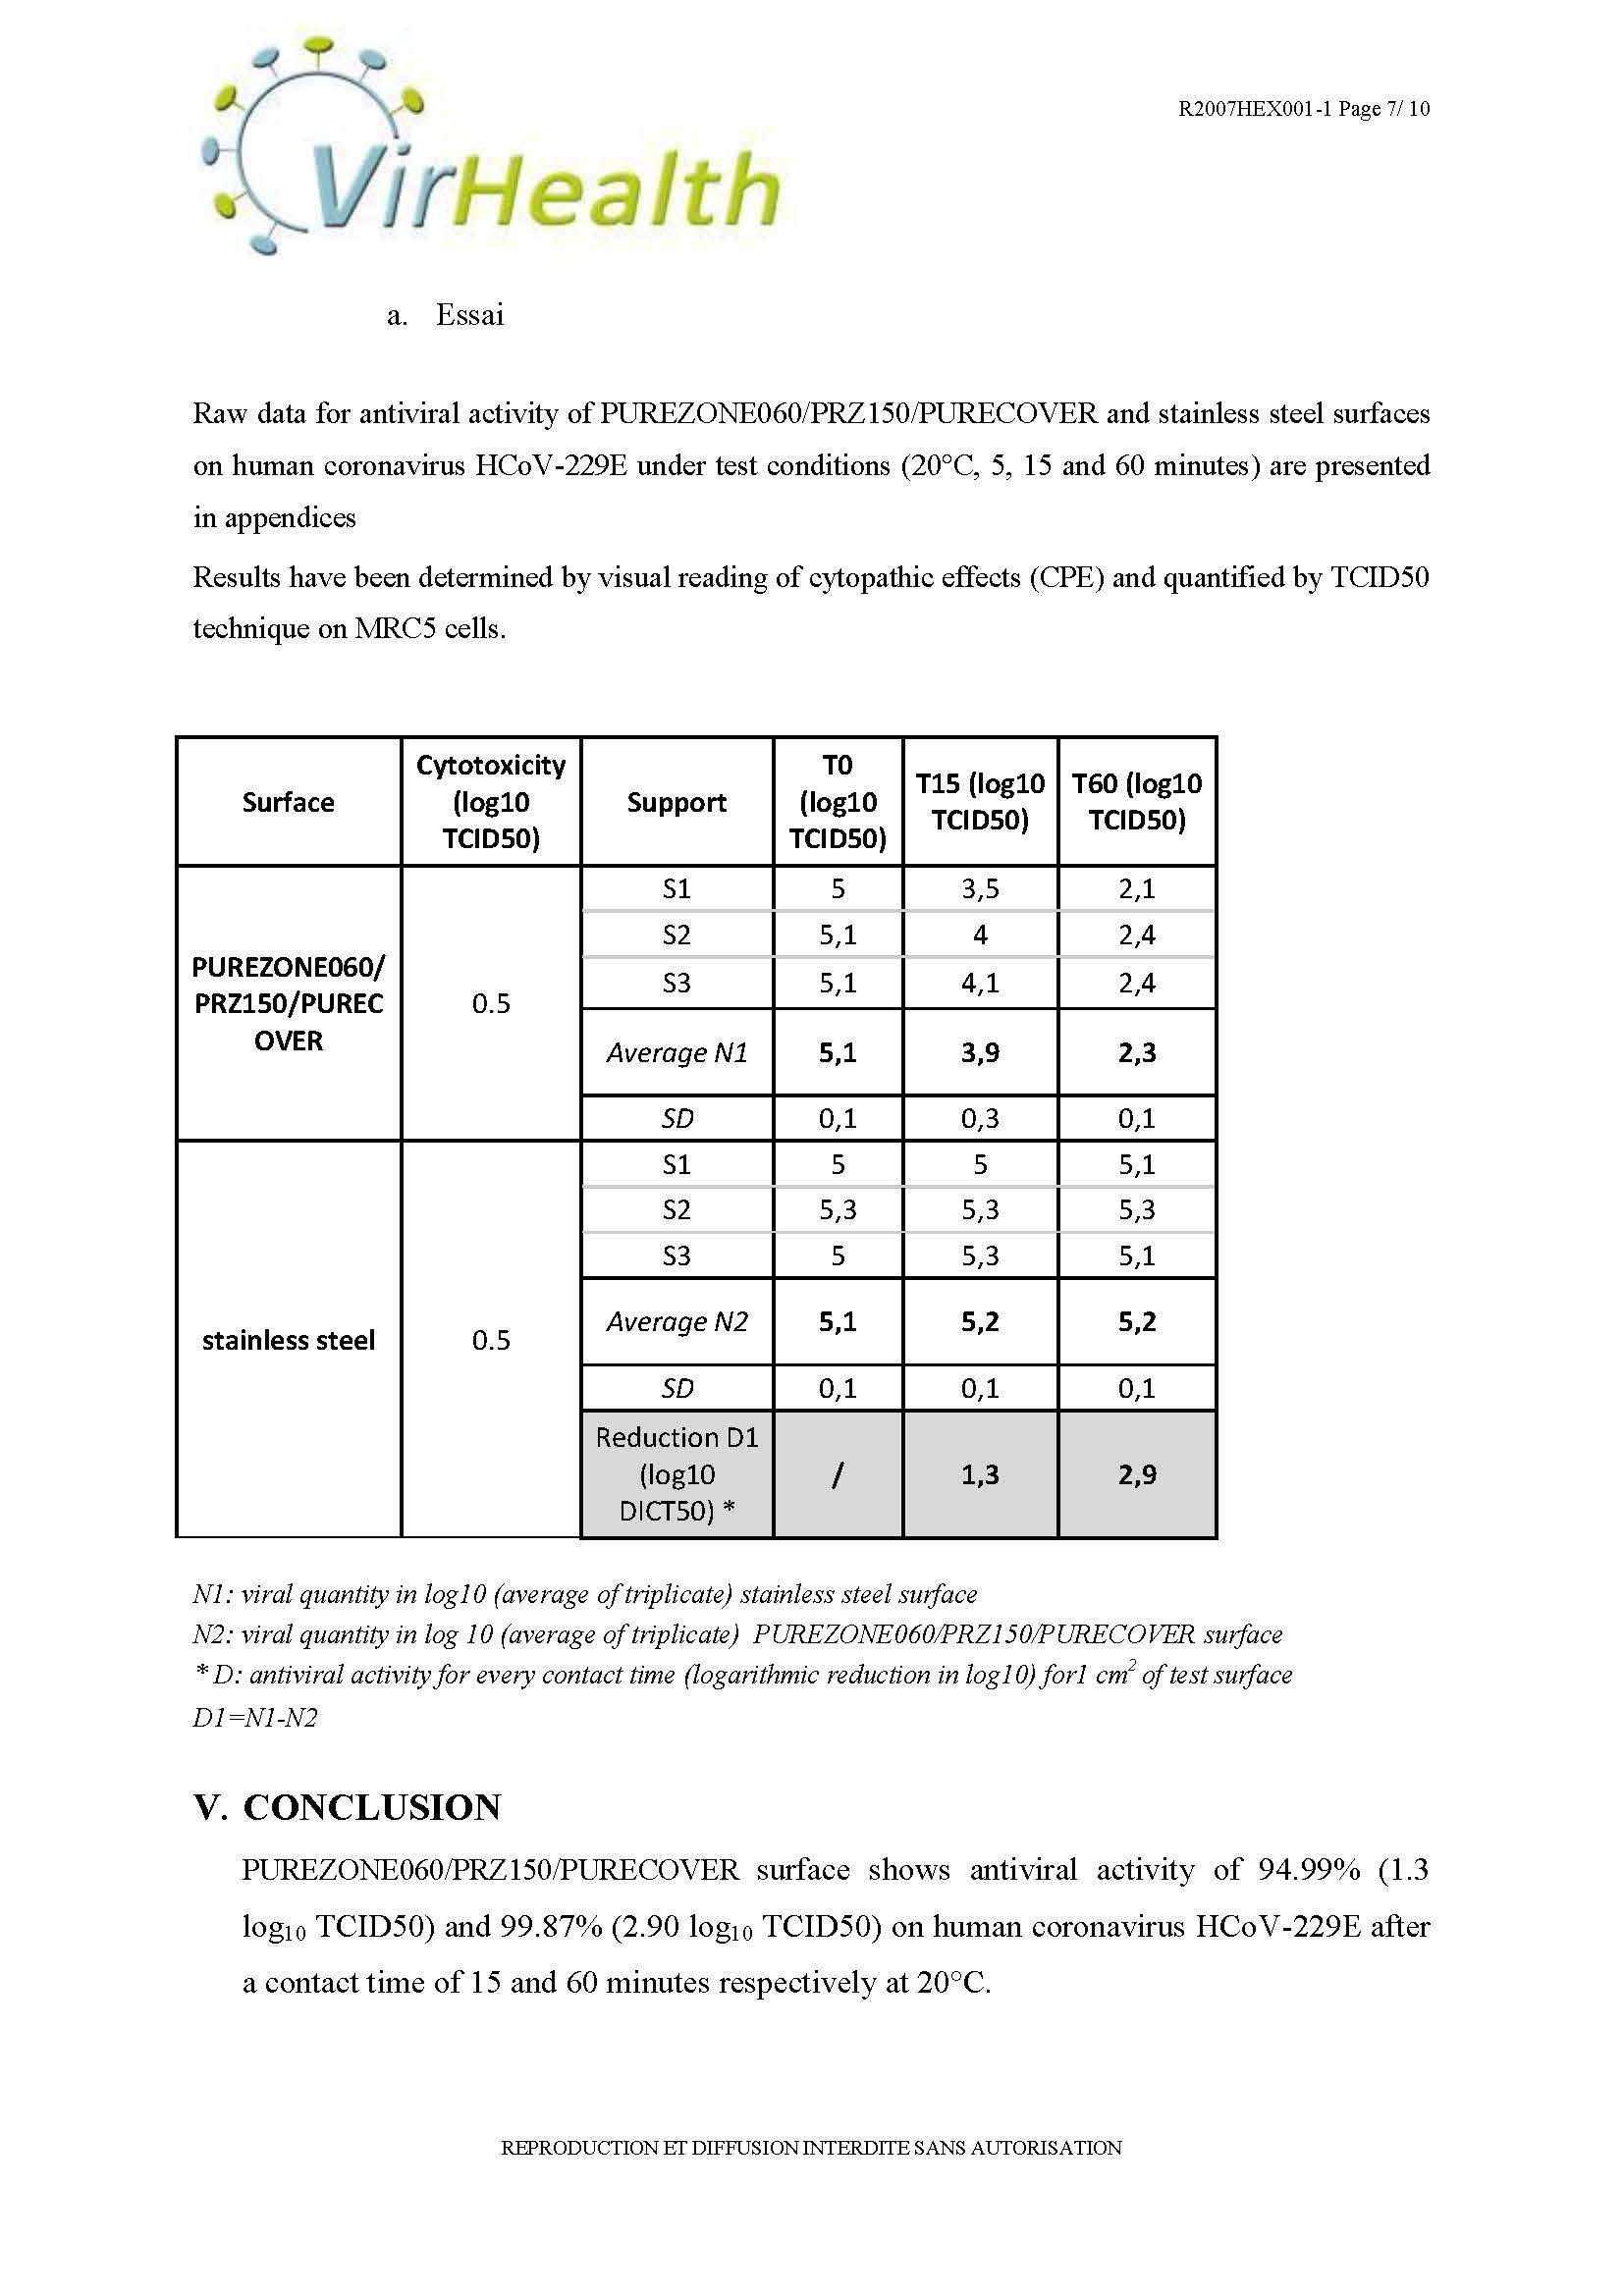 VirHealth
R2007HEX001-1 Page 7/ 10
a. Essai
Raw data for antiviral activity of PUREZONE060/PRZ150/PURECOVER and stainless steel surfaces
on human coronavirus HCoV-229E under test conditions (20°C, 5, 15 and 60 minutes) are presented
in appendices
Results have been determined by visual reading of cytopathic effects (CPE) and quantified by TCID50
technique on MRC5 cells.
Surface
Cytotoxicity
(log10
TCID50)
Support
T0
(log10
TCID50)
T15 (log10
TCID50)
T60 (log10
TCID50)
PUREZONE060/
PRZ150/PUREC
OVER
0.5
S1 5 3,5 2,1
S2 5,1 4 2,4
S3 5,1 4,1 2,4
Average N1 5,1 3,9 2,3
SD 0,1 0,3 0,1
stainless steel
0.5
S1 5 5 5,1
S2 5,3 5,3 5,3
S3 5 5,3 5,1
Average N2 5,1 5,2 5,2
SD 0,1 0,1 0,1
Reduction D1
(log10
DICT50) *
/ 1,3 2,9
N1: viral quantity in log10 (average of triplicate) stainless steel surface
N2: viral quantity in log 10 (average of triplicate) PUREZONE060/PRZ150/PURECOVER surface
* D: antiviral activity for every contact time (logarithmic reduction in log10) for1 cm² of test surface
D1=N1-N2
V. CONCLUSION
PUREZONE060/PRZ150/PURECOVER surface shows antiviral activity of 94.99% (1.3
log₁₀ TCID50) and 99.87% (2.90 log₁₀ TCID50) on human coronavirus HCoV-229E after
a contact time of 15 and 60 minutes respectively at 20°C.
REPRODUCTION ET DIFFUSION INTERDITE SANS AUTORISATION